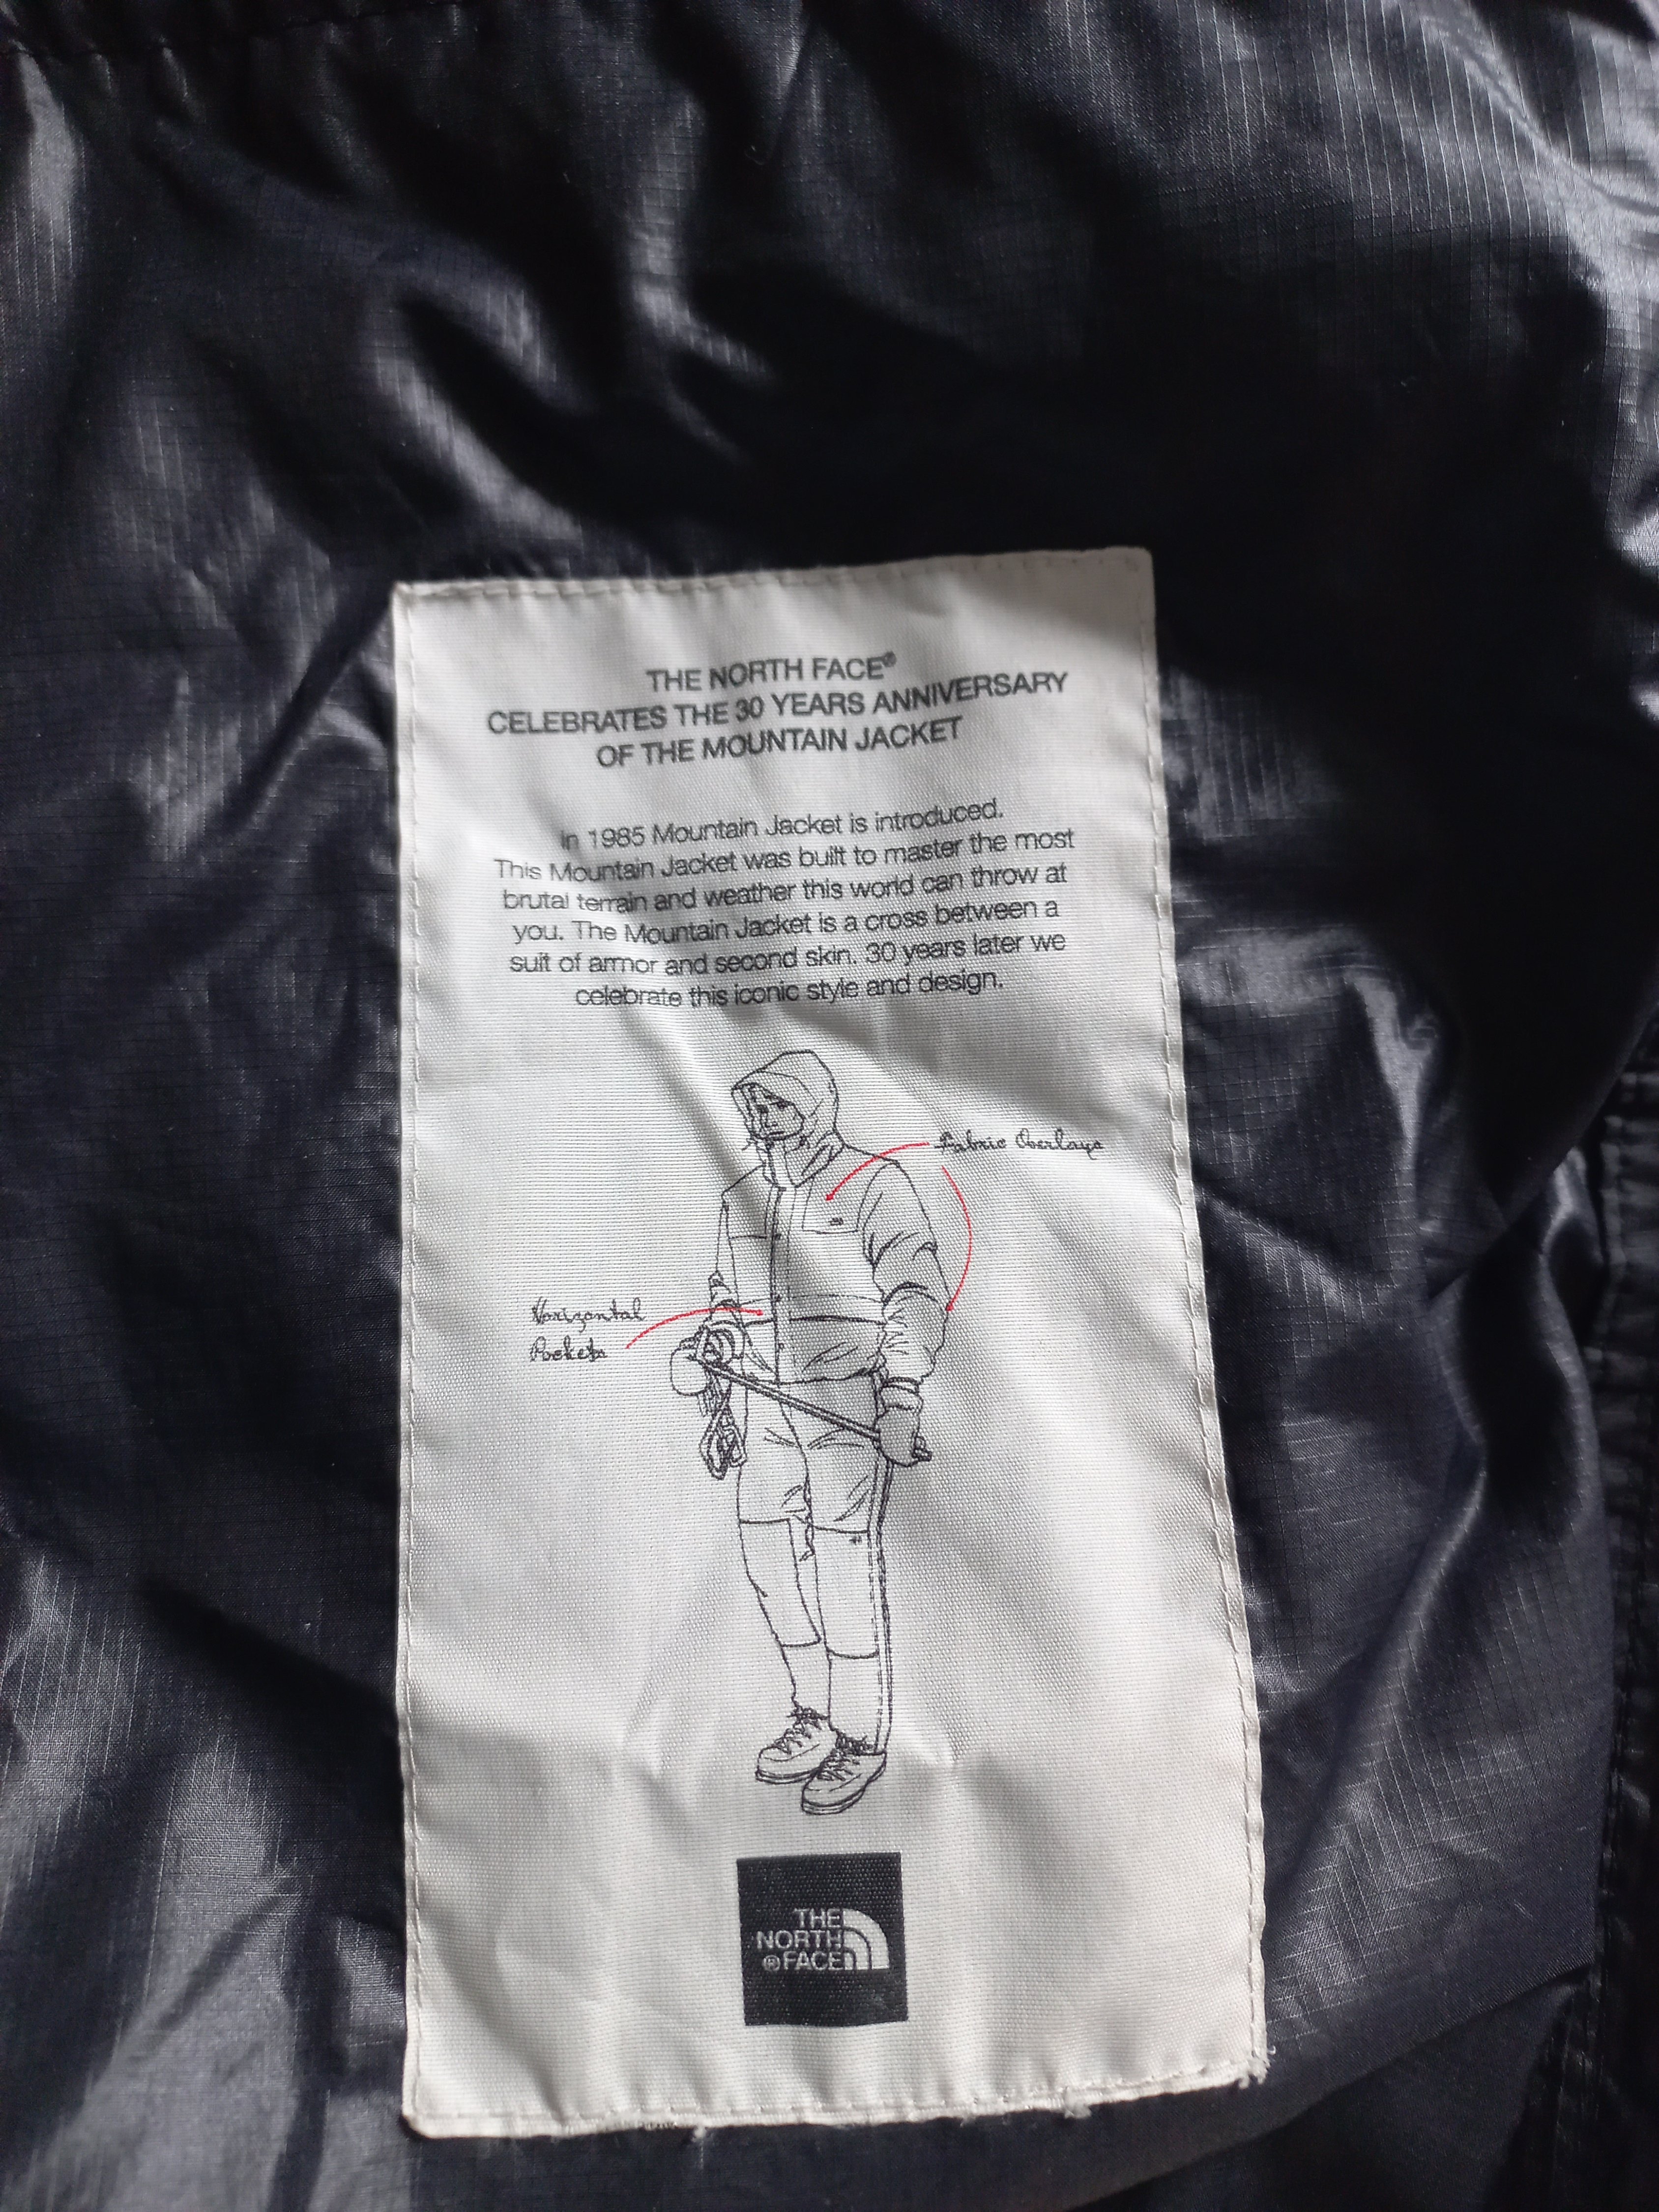 THE NORTH FACE®
CELEBRATES THE 30 YEARS ANNIVERSARY
OF THE MOUNTAIN JACKET
In 1985 Mountain Jacket is introduced.
This Mountain Jacket was built to master the most
brutal terrain and weather this world can throw at
you. The Mountain Jacket is a cross between a
suit of armor and second skin. 30 years later we
celebrate this iconic style and design.
Fabric Overlays
Horizontal
Pockets
THE
NORTH
®FACE